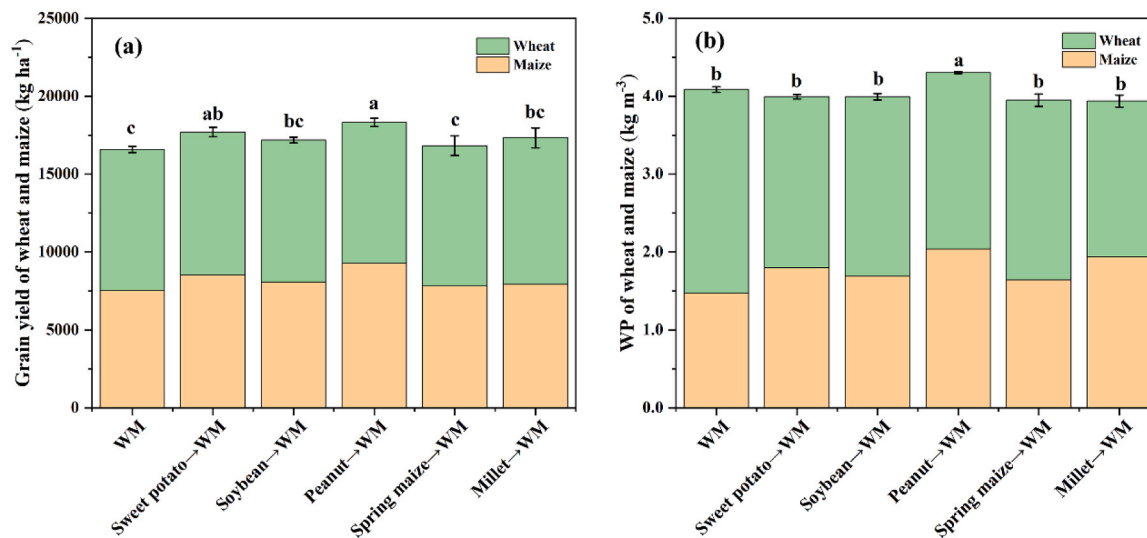 (a)
Wheat
Maize
Grain yield of wheat and maize (kg ha⁻¹)
25000
20000
15000
10000
5000
0
c
ab
bc
a
c
bc
WM
Sweet potato→WM
Soybean→WM
Peanut→WM
Spring maize→WM
Millet→WM
(b)
Wheat
Maize
WP of wheat and maize (kg m⁻³)
5.0
4.0
3.0
2.0
1.0
0.0
b
b
b
a
b
b
WM
Sweet potato→WM
Soybean→WM
Peanut→WM
Spring maize→WM
Millet→WM